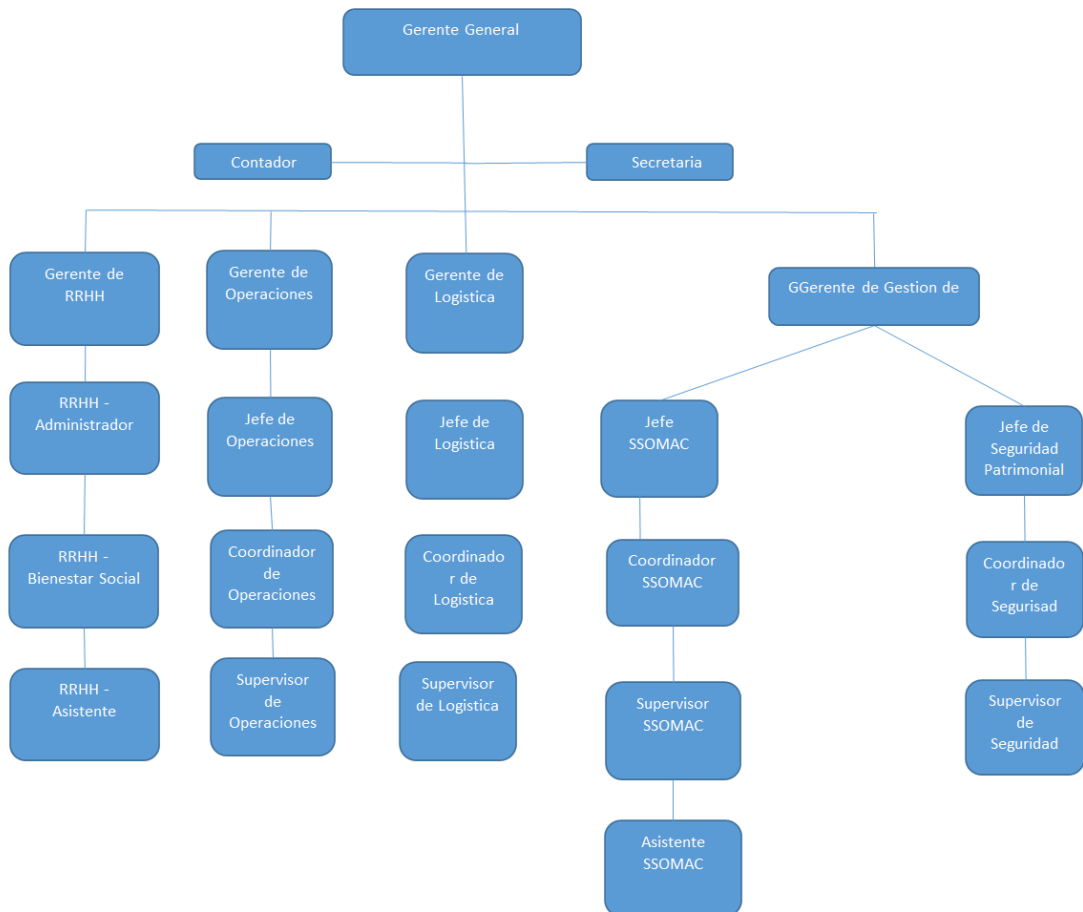 Gerente General
Contador
Secretaria
Gerente de
RRHH
Gerente de
Operaciones
Gerente de
Logistica
GGerente de Gestion de
RRHH -
Administrador
Jefe de
Operaciones
Jefe de
Logistica
Jefe
SSOMAC
Jefe de
Seguridad
Patrimonial
RRHH -
Bienestar Social
Coordinador
de
Operaciones
Coordinado
r de
Logistica
Coordinador
SSOMAC
Coordinado
r de
Segurisad
RRHH -
Asistente
Supervisor
de
Operaciones
Supervisor
de Logistica
Supervisor
SSOMAC
Supervisor
de
Seguridad
Asistente
SSOMAC